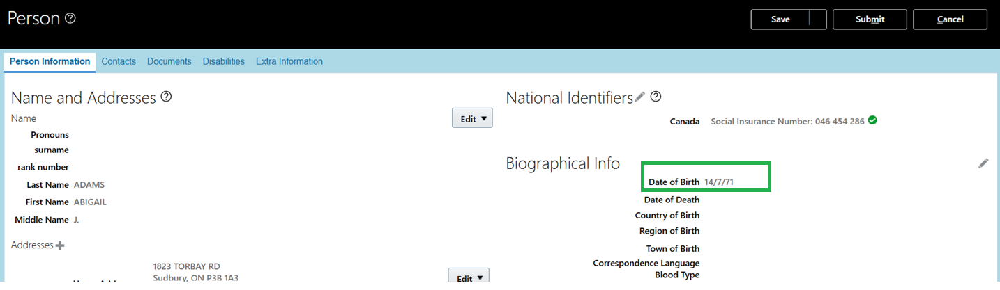 Person
Save
Submit
Cancel
Person Information
Contacts
Documents
Disabilities
Extra Information
Name and Addresses
Name
Edit
Pronouns
surname
rank number
Last Name ADAMS
First Name ABIGAIL
Middle Name J.
Addresses
1823 TORBAY RD
Sudbury, ON P3B 1A3
Edit
National Identifiers
Canada Social Insurance Number: 046 454 286
Biographical Info
Date of Birth 14/7/71
Date of Death
Country of Birth
Region of Birth
Town of Birth
Correspondence Language
Blood Type